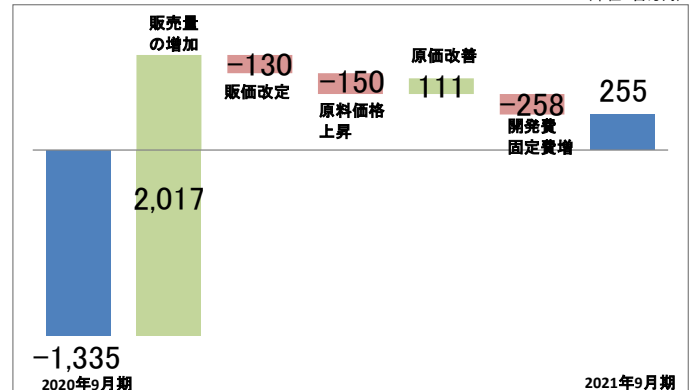 販売量
の増加
−130
販価改定
−150
原料価格
上昇
原価改善
111
−258
開発費
固定費増
255
2,017
−1,335
2020年9月期
2021年9月期